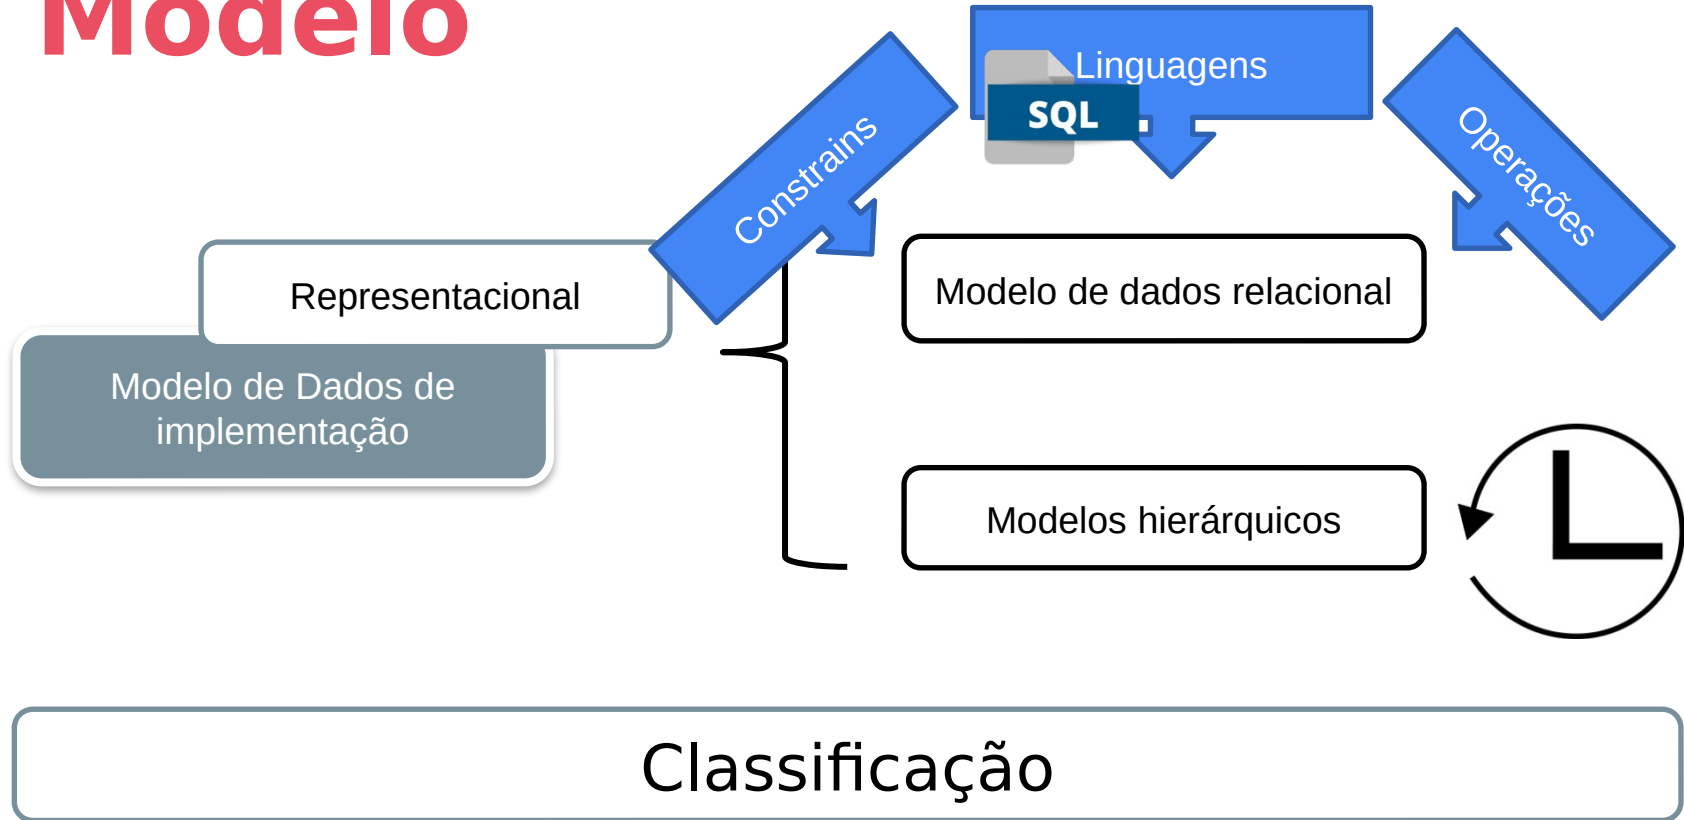 Modelo
Linguagens
SQL
Constrains
Operações
Representacional
Modelo de dados relacional
Modelo de Dados de
implementação
Modelos hierárquicos
Classificação